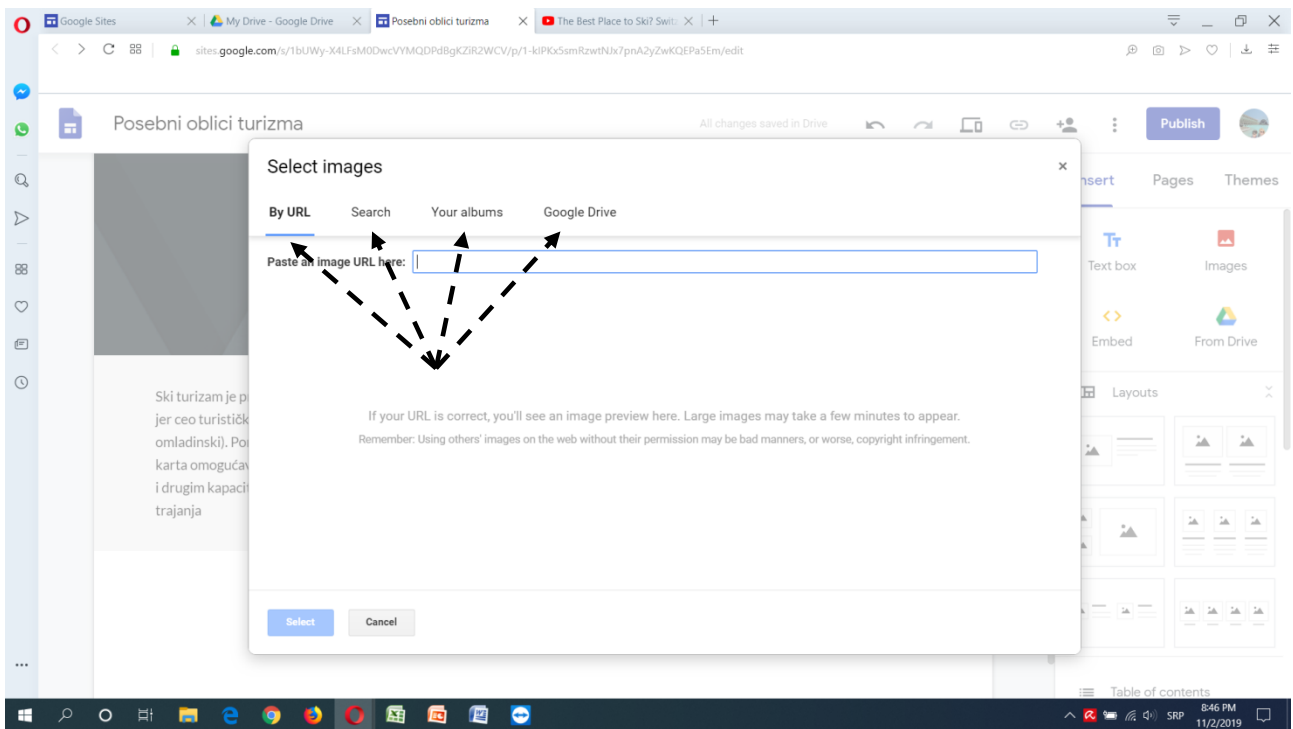 Google Sites
My Drive - Google Drive
Posebni oblici turizma
The Best Place to Ski? Swit
sites.google.com/s/1bUWy-X4LFsM0DwcVYMQDPdBgKZiR2WCV/p/1-klPKx5smRzwtNJx7pnA2yZwKQEPa5Em/edit
Posebni oblici turizma
All changes saved in Drive
Publish
Select images
By URL
Search
Your albums
Google Drive
Paste an image URL here:
If your URL is correct, you'll see an image preview here. Large images may take a few minutes to appear.
Remember: Using others' images on the web without their permission may be bad manners, or worse, copyright infringement.
Select
Cancel
Ski turizam je p
jer ceo turističk
omladinski). Po
karta omogućav
i drugim kapacit
trajanja
nsert
Pages
Themes
Text box
Images
Embed
From Drive
Layouts
Table of contents
SRP
8:46 PM
11/2/2019